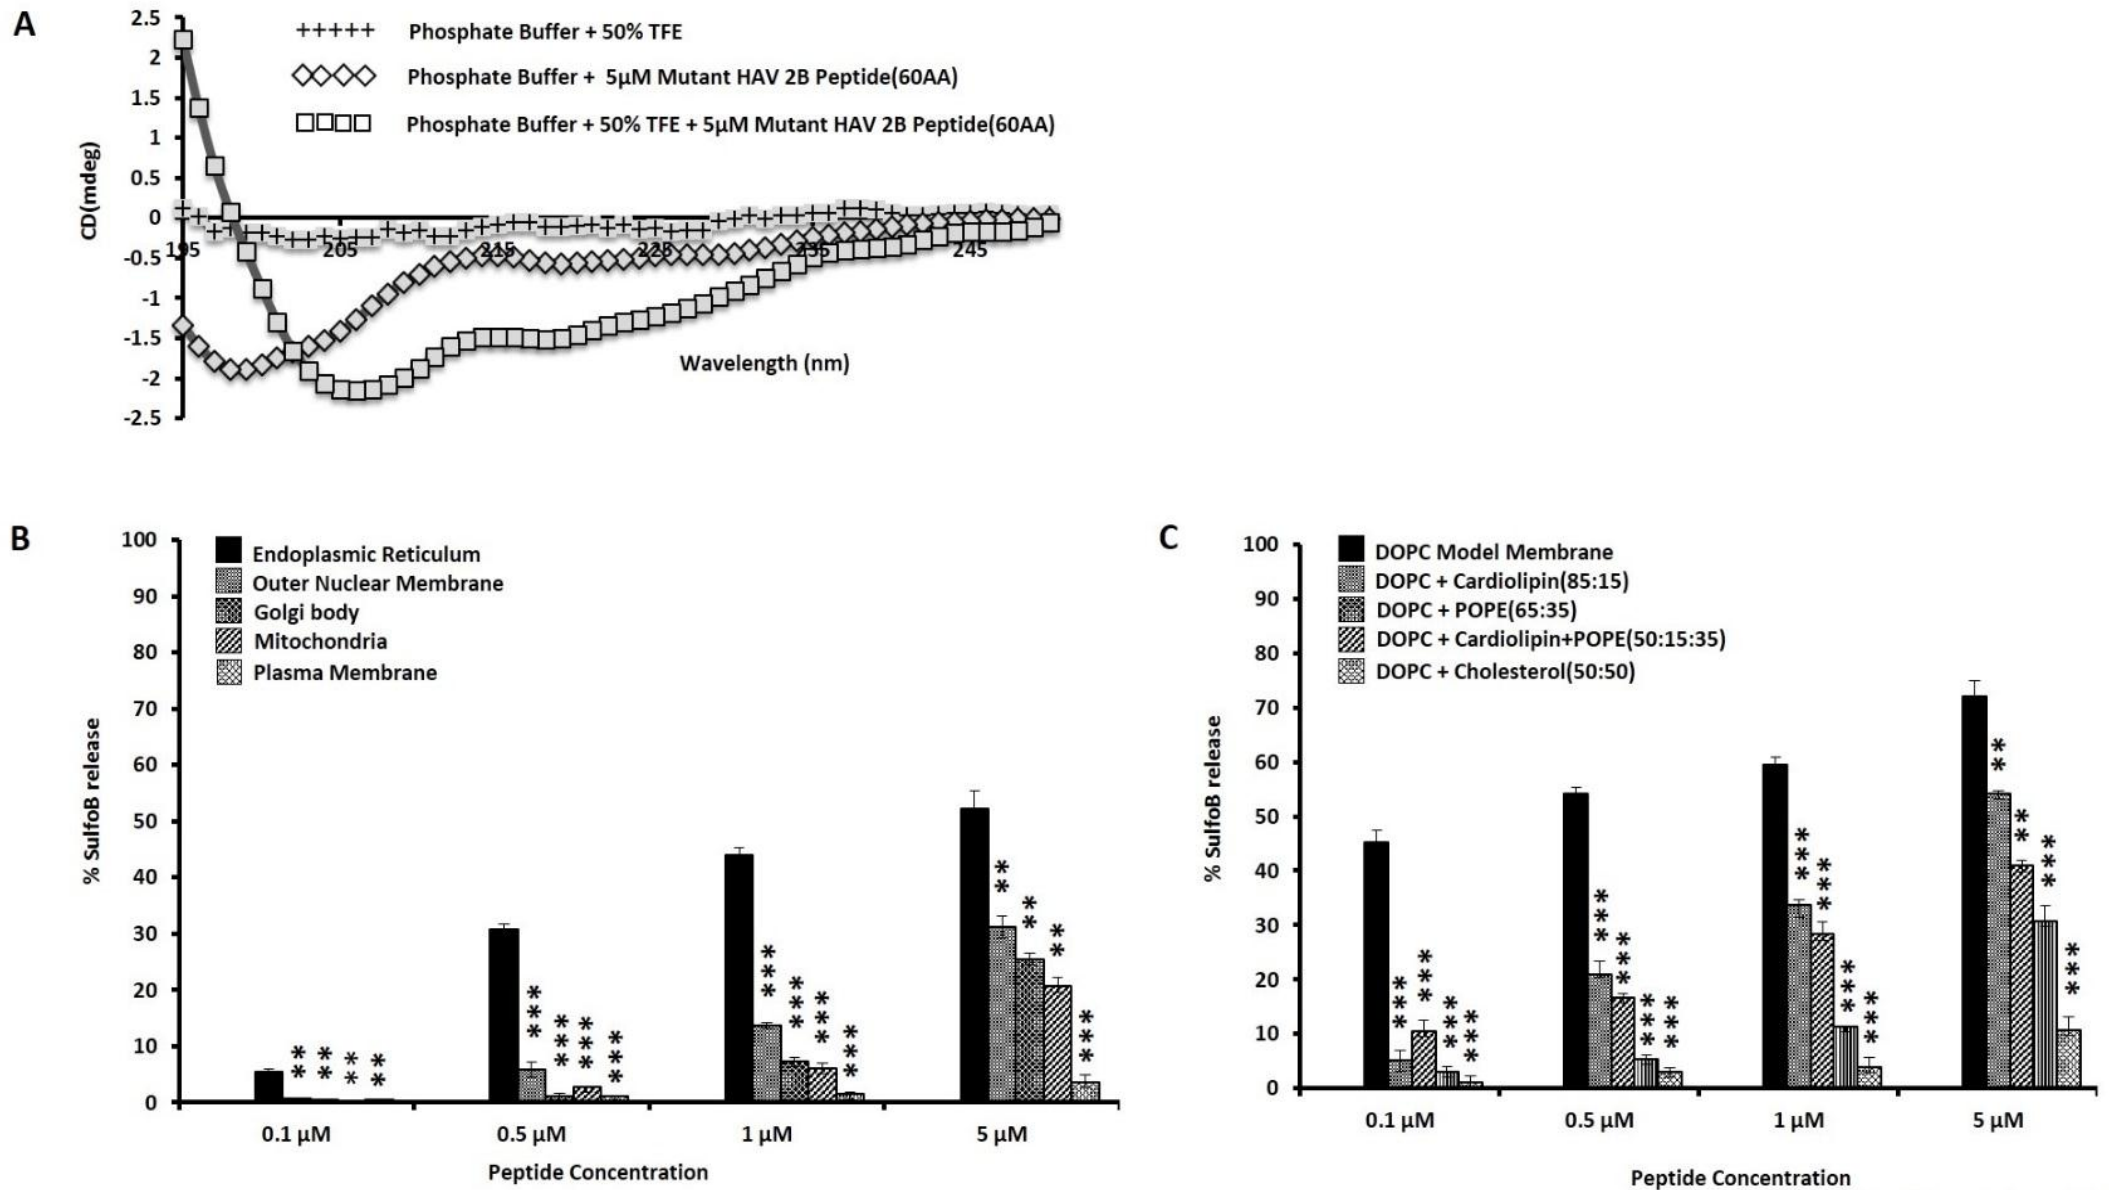 A
2.5
2
1.5
1
0.5
0
-0.5
-1
-1.5
-2
-2.5
CD(mdeg)
+++++ Phosphate Buffer + 50% TFE
Phosphate Buffer + 5µM Mutant HAV 2B Peptide(60AA)
Phosphate Buffer + 50% TFE + 5µM Mutant HAV 2B Peptide(60AA)
195 205 215 225 235 245
Wavelength (nm)
B
100
90
80
70
60
50
40
30
20
10
0
% SulfoB release
Endoplasmic Reticulum
Outer Nuclear Membrane
Golgi body
Mitochondria
Plasma Membrane
** ** ** **
*** *** *** ***
*** *** *** ***
** ** ** ***
0.1 µM 0.5 µM 1 µM 5 µM
Peptide Concentration
C
100
90
80
70
60
50
40
30
20
10
0
% SulfoB release
DOPC Model Membrane
DOPC + Cardiolipin(85:15)
DOPC + POPE(65:35)
DOPC + Cardiolipin+POPE(50:15:35)
DOPC + Cholesterol(50:50)
*** *** *** ***
*** *** *** ***
*** *** *** ***
** ** *** ***
0.1 µM 0.5 µM 1 µM 5 µM
Peptide Concentration